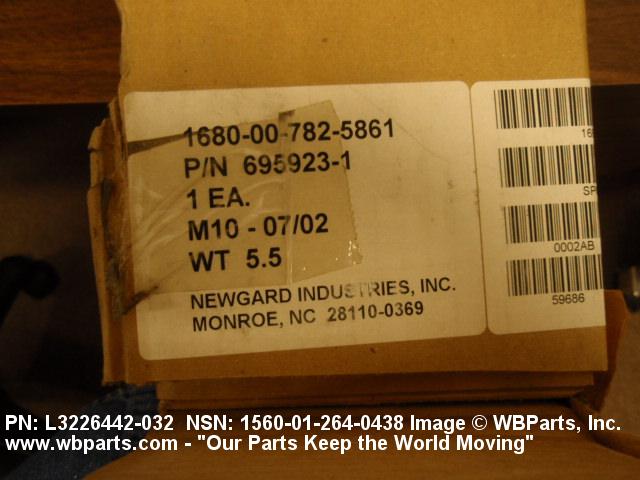 1680-00-782-5861
P/N 695923-1
1 EA.
M10 - 07/02
WT 5.5
NEWGARD INDUSTRIES, INC.
MONROE, NC 28110-0369
0002AB
59686
PN: L3226442-032 NSN: 1560-01-264-0438 Image © WBParts, Inc.
www.wbparts.com - "Our Parts Keep the World Moving"